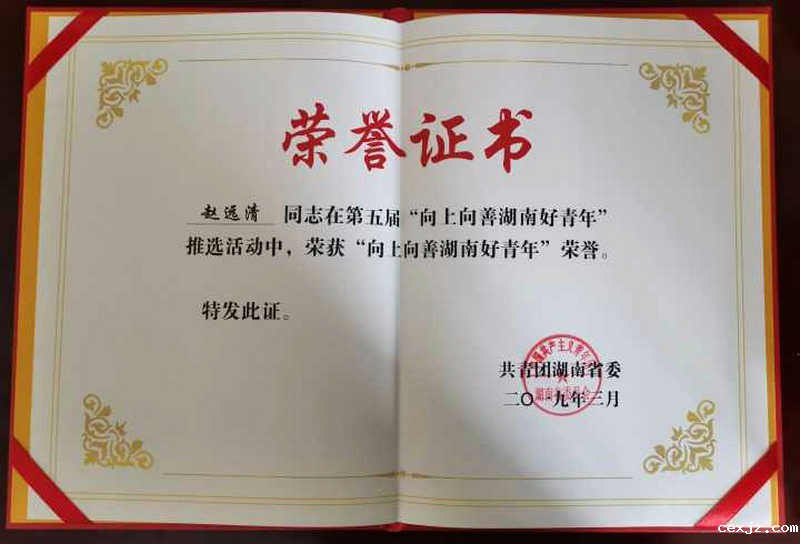 荣誉证书
赵远清 同志在第五届“向上向善湖南好青年”
推选活动中，荣获“向上向善湖南好青年”荣誉。
特发此证。
共青团湖南省委
二〇一九年三月
cexjz.com